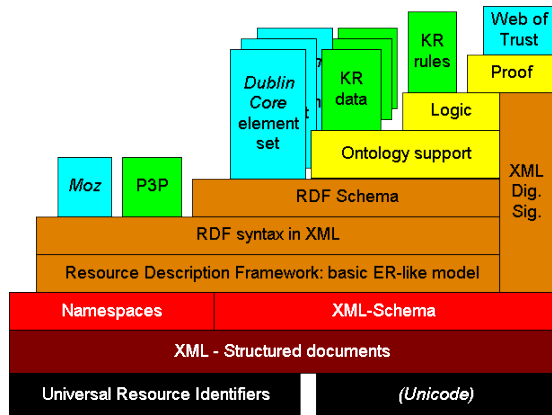 Web of
Trust
KR
rules
Proof
Dublin
Core
element
set
KR
data
Logic
Ontology support
XML
Dig.
Sig.
Moz
P3P
RDF Schema
RDF syntax in XML
Resource Description Framework: basic ER-like model
Namespaces
XML-Schema
XML - Structured documents
Universal Resource Identifiers
(Unicode)